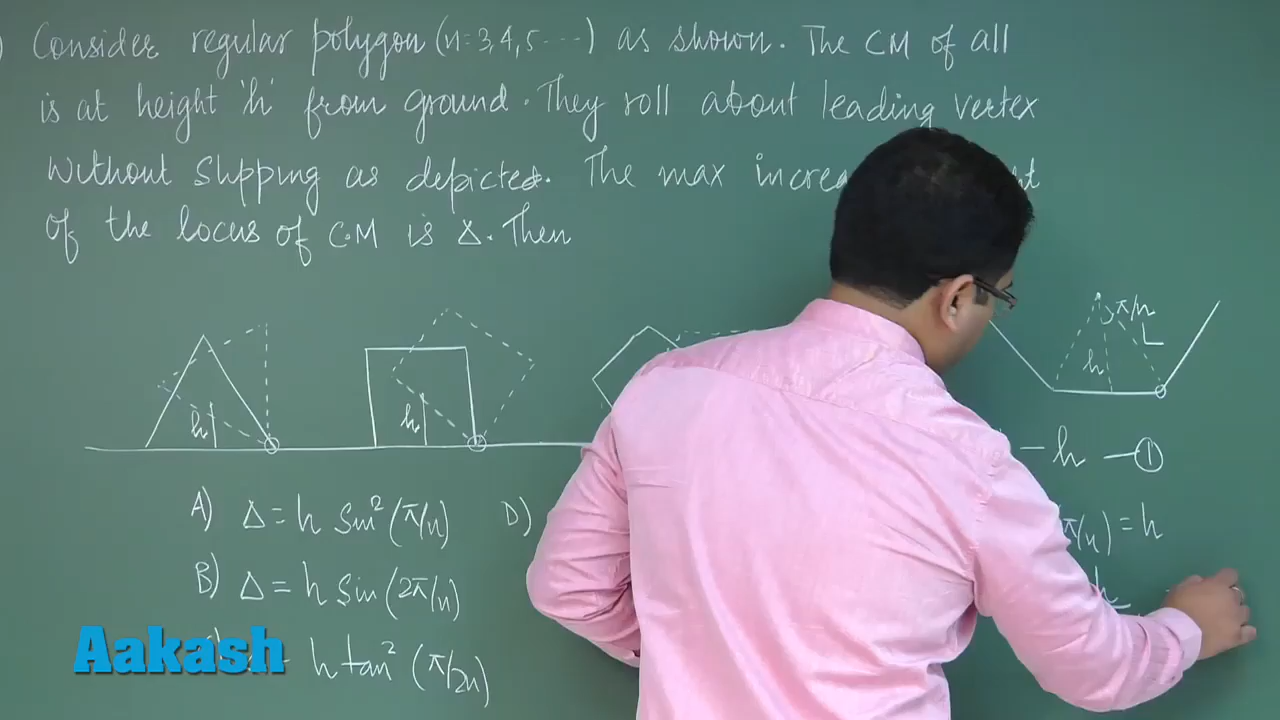 ) Consider regular polygon (n=3,4,5-----) as shown. The CM of all
is at height 'h' from ground. They roll about leading vertex
Without Slipping as depicted. The max
of the locus of C.M is Δ. Then
π/n
L
h
h
h
— h —①
A) Δ = h Sin²(π/n) D)
π/n) = h
B) Δ = h Sin (2π/n)
h
= h tan² (π/2n)
Aakash